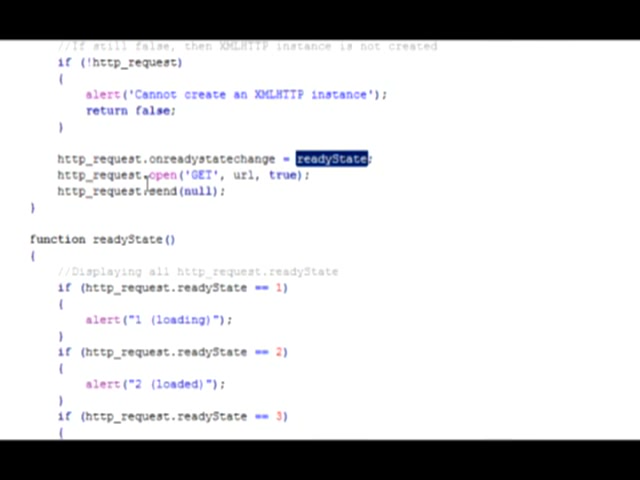 //If still false, then XMLHTTP instance is not created
if (!http_request)
{
alert('Cannot create an XMLHTTP instance');
return false;
}
http_request.onreadystatechange = readyState;
http_request.open('GET', url, true);
http_request.send(null);
}
function readyState()
{
//Displaying all http_request.readyState
if (http_request.readyState == 1)
{
alert("1 (loading)");
}
if (http_request.readyState == 2)
{
alert("2 (loaded)");
}
if (http_request.readyState == 3)
{